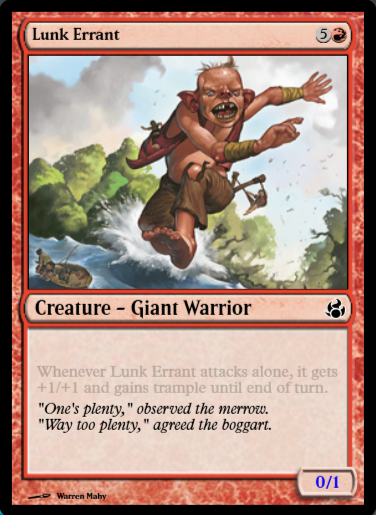 Lunk Errant
5
Creature – Giant Warrior
Whenever Lunk Errant attacks alone, it gets
+1/+1 and gains trample until end of turn.
"One's plenty," observed the merrow.
"Way too plenty," agreed the boggart.
0/1
Warren Mahy